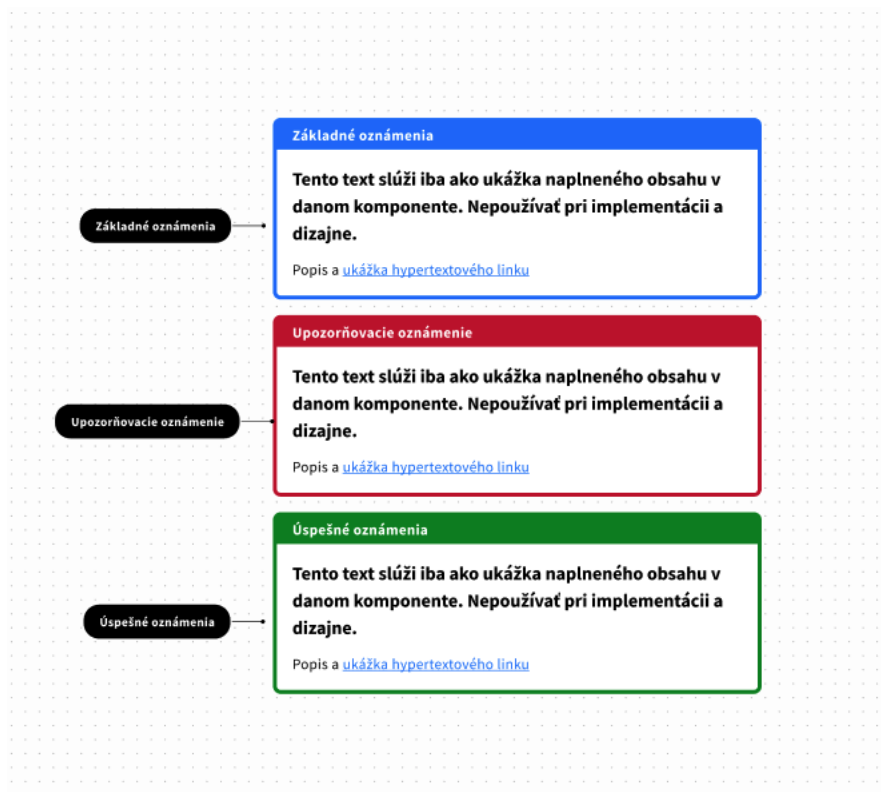 Základné oznámenia
Tento text slúži iba ako ukážka naplneného obsahu v
danom komponente. Nepoužívať pri implementácii a
dizajne.
Základné oznámenia
Popis a ukážka hypertextového linku
Upozorňovacie oznámenie
Tento text slúži iba ako ukážka naplneného obsahu v
danom komponente. Nepoužívať pri implementácii a
dizajne.
Upozorňovacie oznámenie
Popis a ukážka hypertextového linku
Úspešné oznámenia
Tento text slúži iba ako ukážka naplneného obsahu v
danom komponente. Nepoužívať pri implementácii a
dizajne.
Úspešné oznámenia
Popis a ukážka hypertextového linku